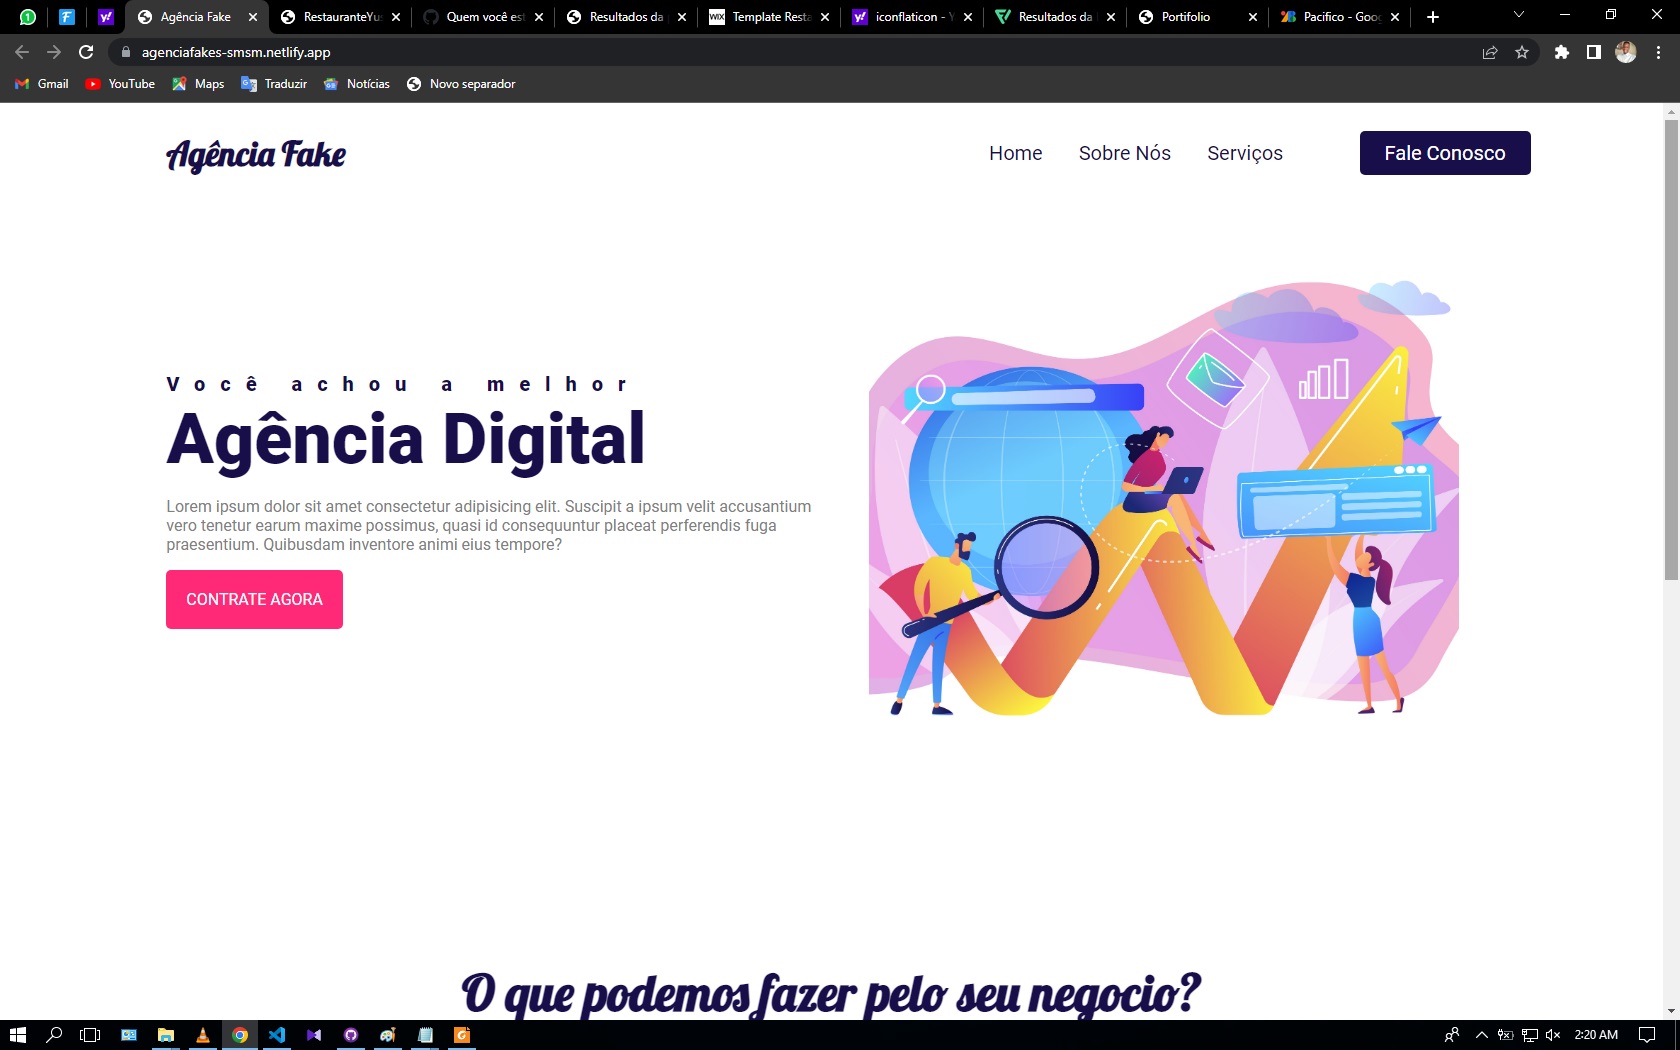 Agência Fake
RestauranteYu
Quem você es
Resultados da
Template Resta
iconflaticon - Y
Resultados da
Portifolio
Pacifico - Goog
agenciafakes-smsm.netlify.app
Gmail
YouTube
Maps
Traduzir
Notícias
Novo separador
Agência Fake
Home
Sobre Nós
Serviços
Fale Conosco
Você achou a melhor
Agência Digital
Lorem ipsum dolor sit amet consectetur adipisicing elit. Suscipit a ipsum velit accusantium
vero tenetur earum maxime possimus, quasi id consequuntur placeat perferendis fuga
praesentium. Quibusdam inventore animi eius tempore?
CONTRATE AGORA
O que podemos fazer pelo seu negocio?
2:20 AM